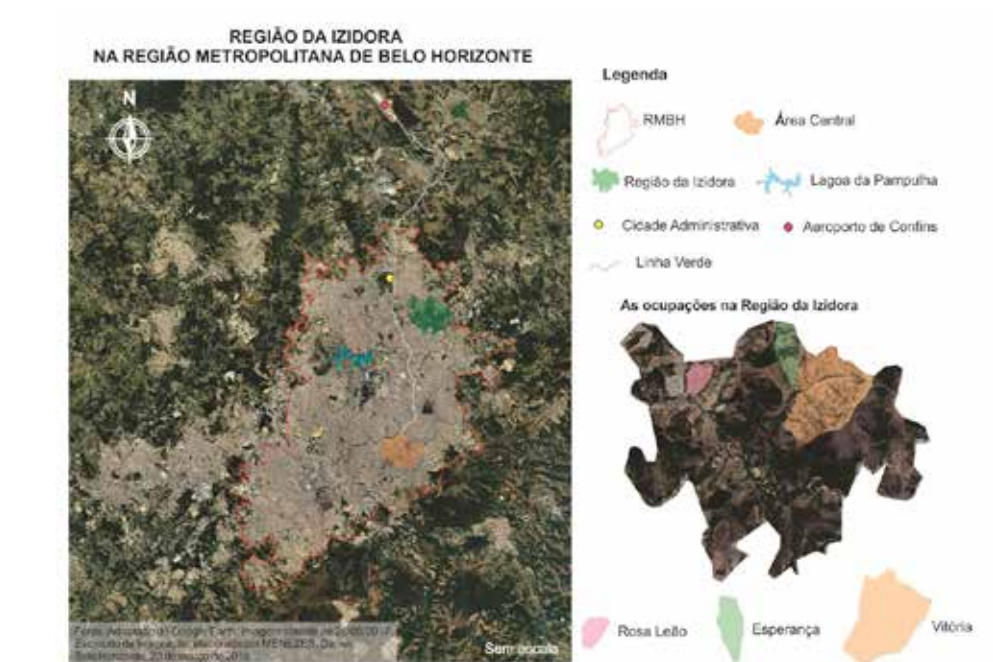 REGIÃO DA IZIDORA
NA REGIÃO METROPOLITANA DE BELO HORIZONTE
N
Sem escala
Legenda
RMBH
Área Central
Região da Izidora
Lagoa da Pampulha
Cidade Administrativa
Aeroporto de Confins
Linha Verde
As ocupações na Região da Izidora
Rosa Leão
Esperança
Vitória